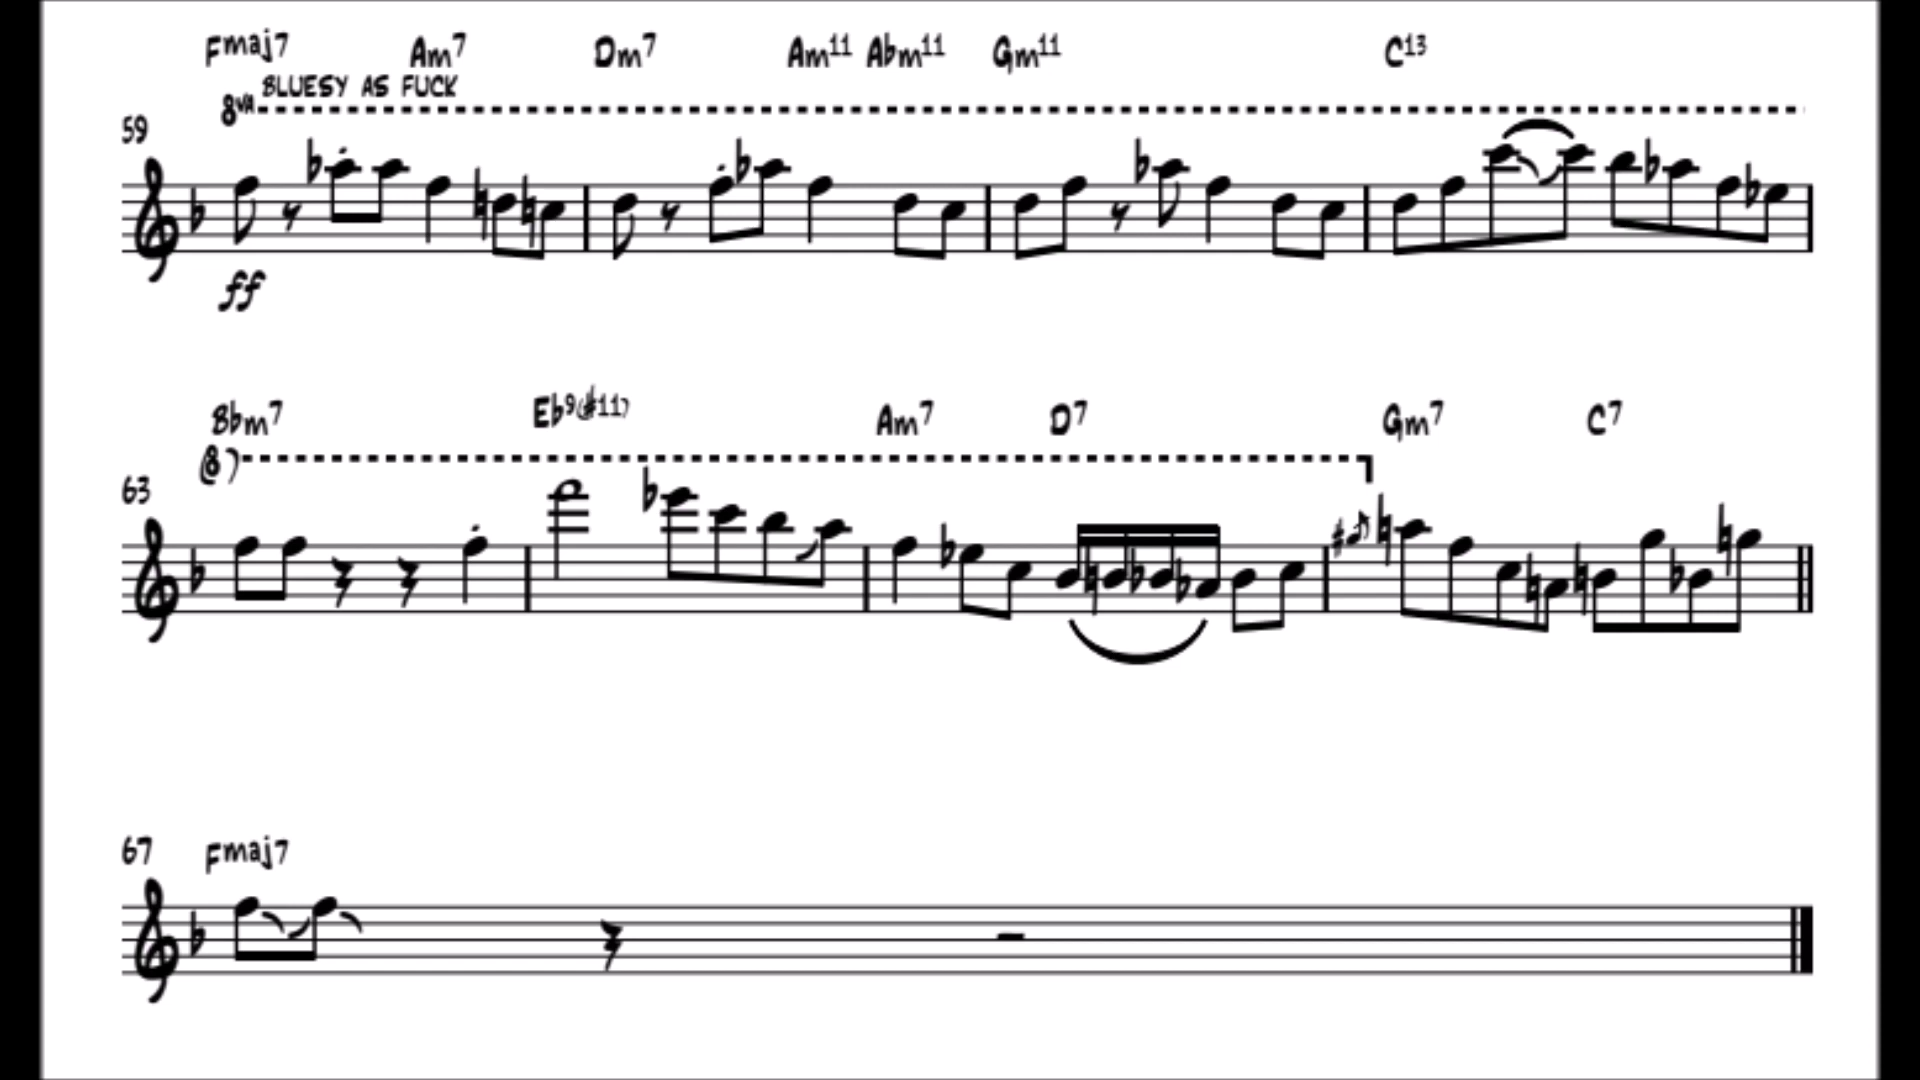 Fmaj7 Am7 Dm7 Am11 Abm11 Gm11 C13
BLUESY AS FUCK
8va
59
ff
Bbm7 Eb9(#11) Am7 D7 Gm7 C7
(8)
63
67 Fmaj7